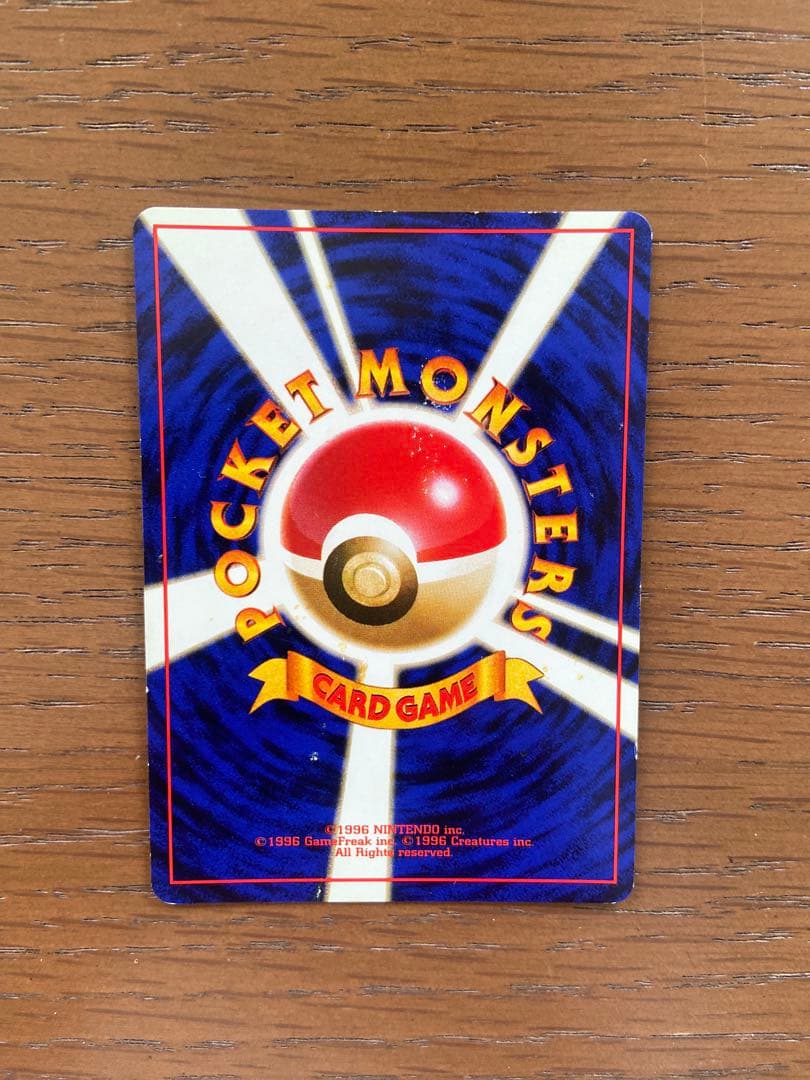 POCKET MONSTERS
CARD GAME
©1996 NINTENDO inc.
©1996 GameFreak inc. ©1996 Creatures inc.
All Rights reserved.